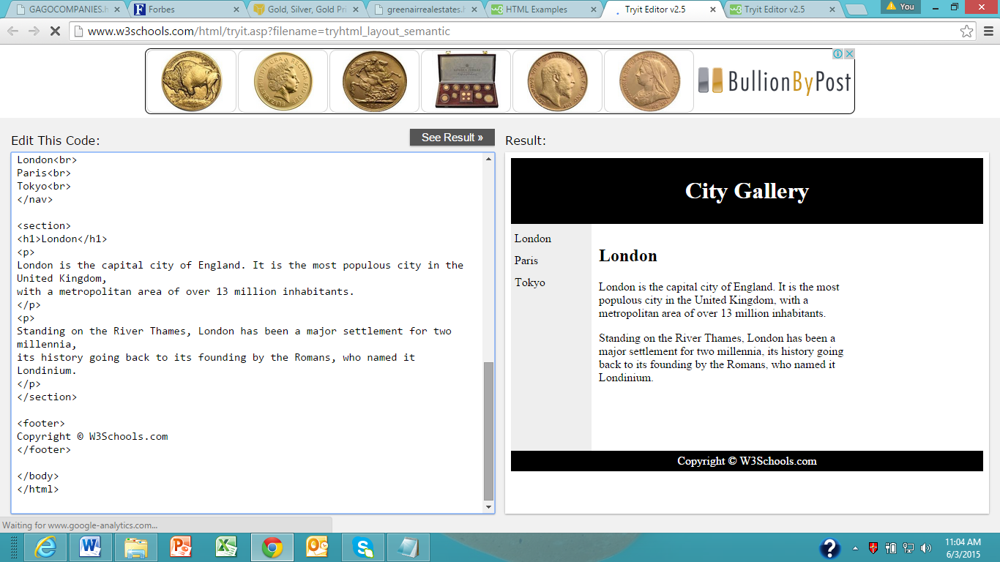 GAGOCOMPANIES.h
Forbes
Gold, Silver, Gold Pri
greenairrealestates.h
HTML Examples
Tryit Editor v2.5
Tryit Editor v2.5
You
www.w3schools.com/html/tryit.asp?filename=tryhtml_layout_semantic
BullionByPost
Edit This Code:
See Result »
London<br>
Paris<br>
Tokyo<br>
</nav>
<section>
<h1>London</h1>
<p>
London is the capital city of England. It is the most populous city in the
United Kingdom,
with a metropolitan area of over 13 million inhabitants.
</p>
<p>
Standing on the River Thames, London has been a major settlement for two
millennia,
its history going back to its founding by the Romans, who named it
Londinium.
</p>
</section>
<footer>
Copyright © W3Schools.com
</footer>
</body>
</html>
Result:
City Gallery
London
Paris
Tokyo
London
London is the capital city of England. It is the most
populous city in the United Kingdom, with a
metropolitan area of over 13 million inhabitants.
Standing on the River Thames, London has been a
major settlement for two millennia, its history going
back to its founding by the Romans, who named it
Londinium.
Copyright © W3Schools.com
Waiting for www.google-analytics.com...
11:04 AM
6/3/2015